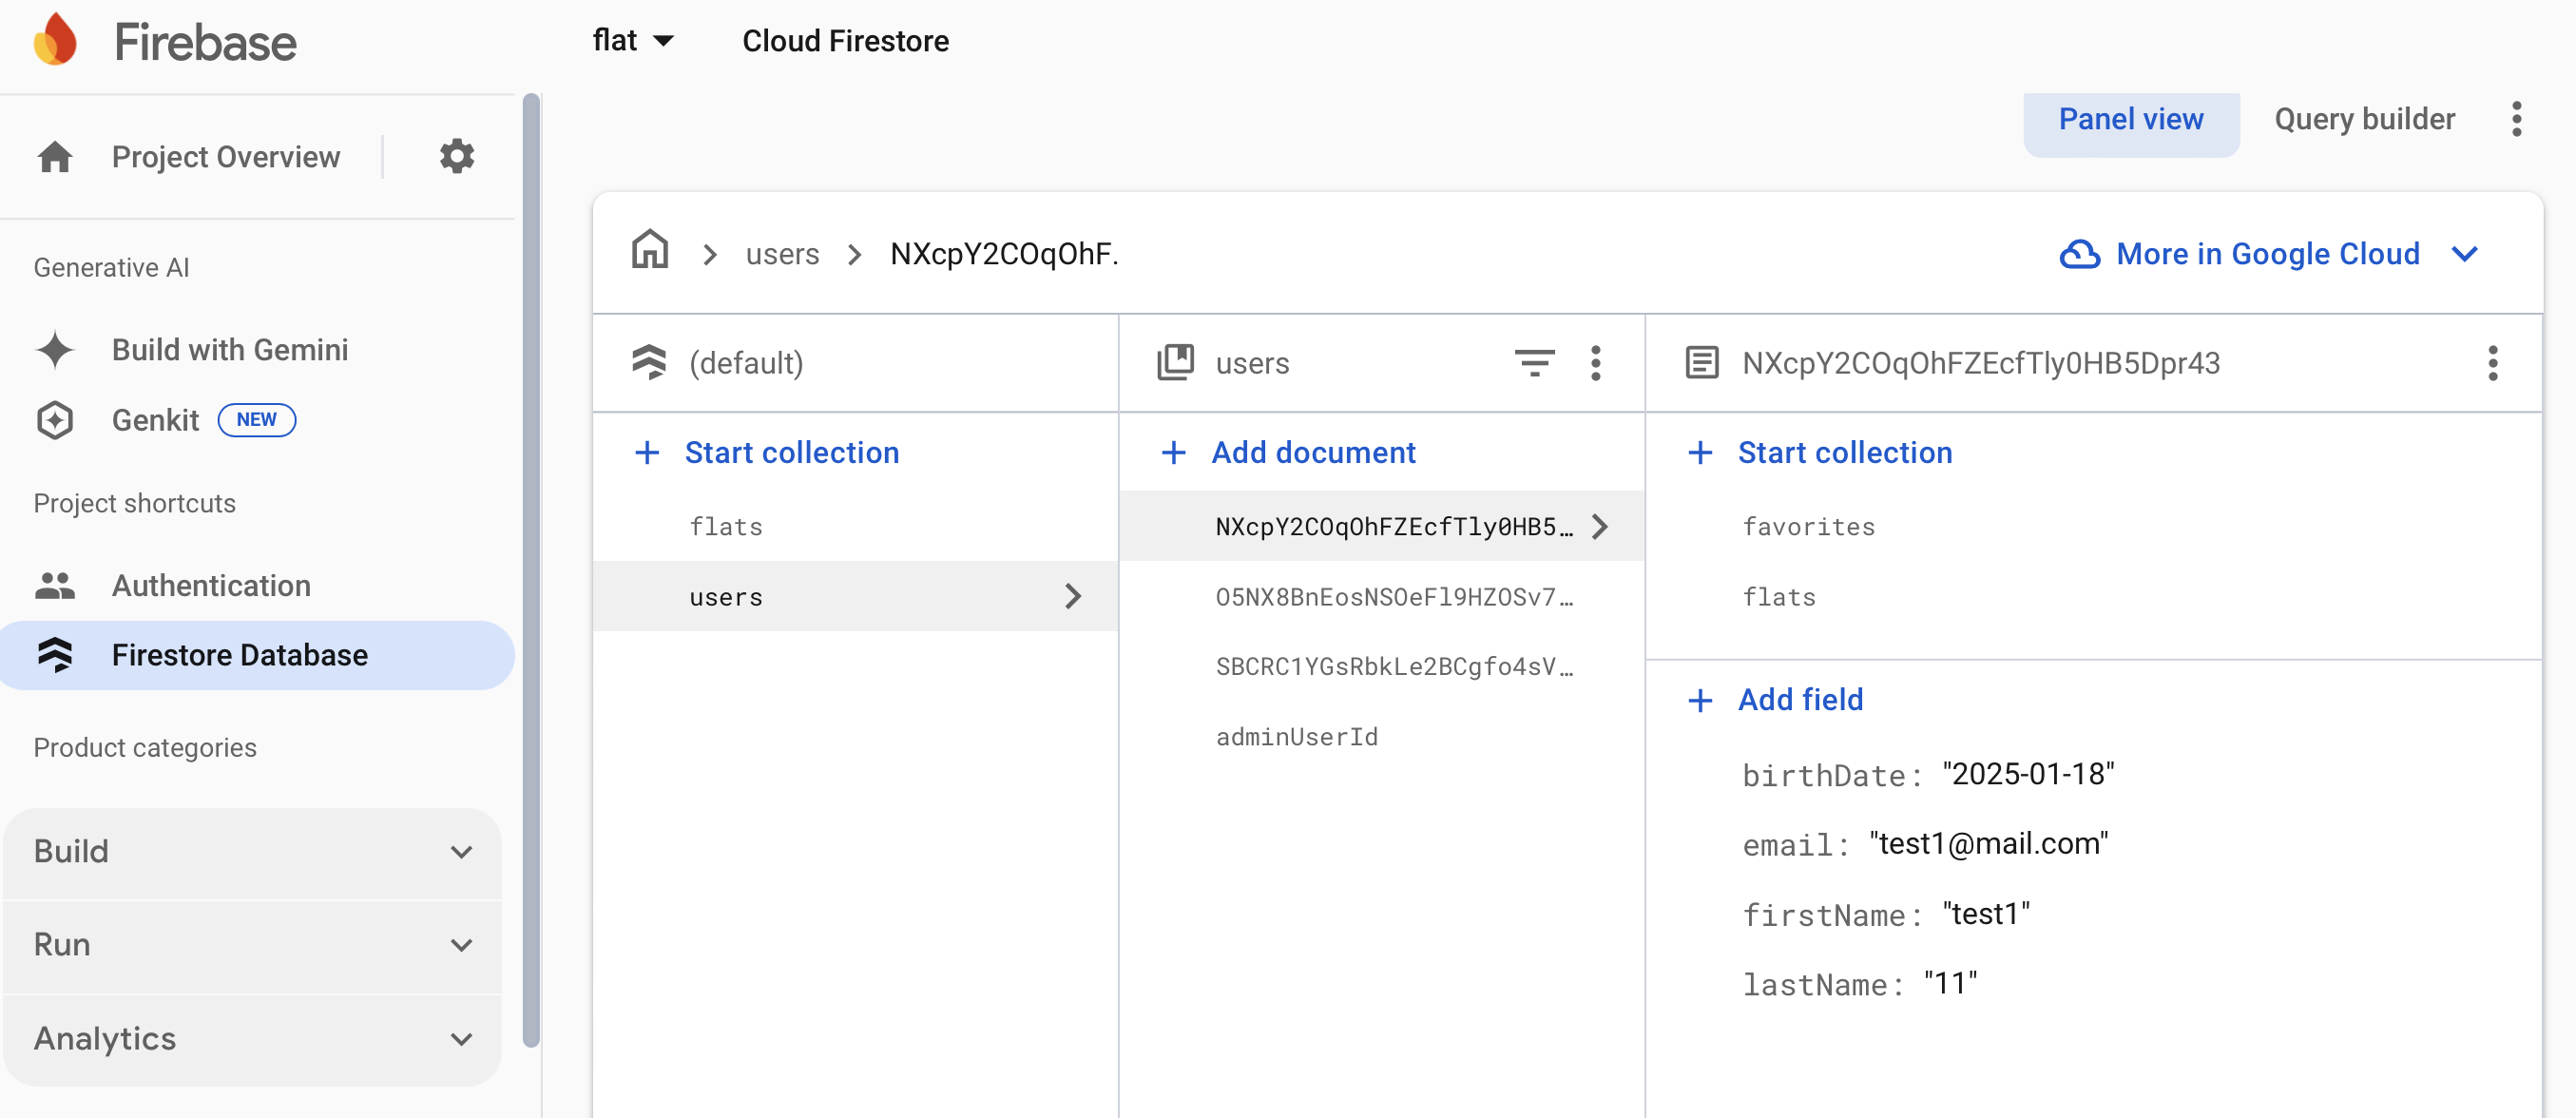 Firebase
flat
Cloud Firestore
Project Overview
Panel view
Query builder
Generative AI
users
NXcpY2COqOhF.
More in Google Cloud
Build with Gemini
(default)
users
NXcpY2COqOhFZEcfTly0HB5Dpr43
Genkit
NEW
Start collection
Add document
Start collection
Project shortcuts
flats
NXcpY2COqOhFZEcfTly0HB5…
favorites
Authentication
users
O5NX8BnEosNSOeFl9HZOSv7…
flats
Firestore Database
SBCRC1YGsRbkLe2BCgfo4sV…
Add field
Product categories
adminUserId
birthDate: "2025-01-18"
Build
email: "test1@mail.com"
firstName: "test1"
Run
lastName: "11"
Analytics